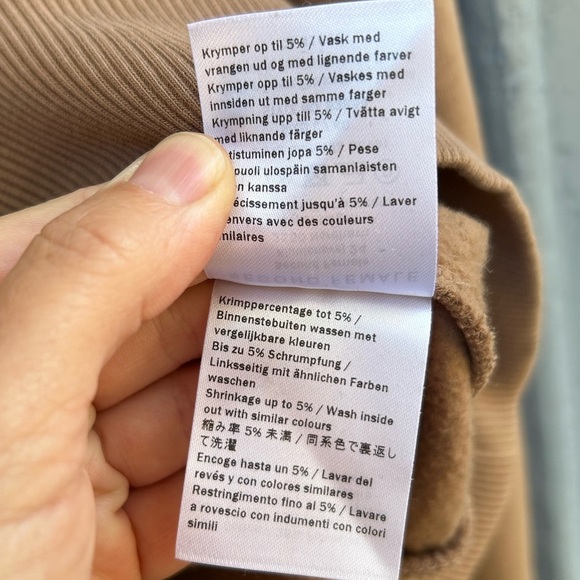 Krymper op til 5% / Vask med
vrangen ud og med lignende farver
Krymper opp til 5% / Vaskes med
innsiden ut med samme farger
Krympning upp till 5% / Tvätta avigt
med liknande färger
tistuminen jopa 5% / Pese
puoli ulospäin samanlaisten
n kanssa
écissement jusqu'à 5% / Laver
envers avec des couleurs
milaires
Krimppercentage tot 5% /
Binnenstebuiten wassen met
vergelijkbare kleuren
Bis zu 5% Schrumpfung /
Linksseitig mit ähnlichen Farben
waschen
Shrinkage up to 5% / Wash inside
out with similar colours
縮み率 5% 未満 / 同系色で裏返し
て洗濯
Encoge hasta un 5% / Lavar del
revés y con colores similares
Restringimento fino al 5% / Lavare
a rovescio con indumenti con colori
simili